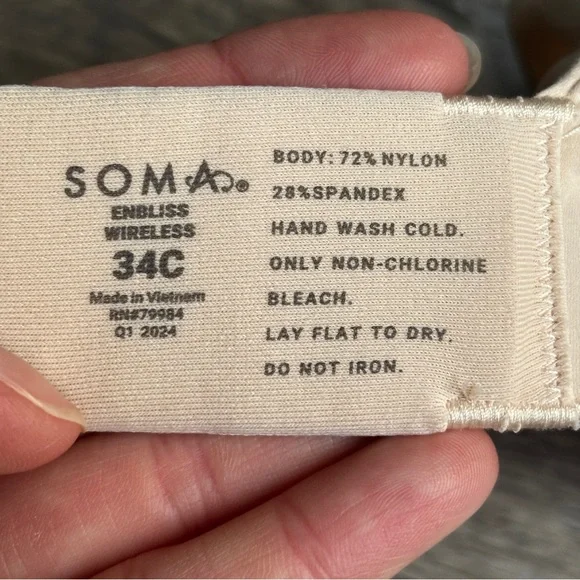 SOMA®
ENBLISS
WIRELESS
34C
Made in Vietnam
RN#79984
Q1 2024
BODY: 72% NYLON
28%SPANDEX
HAND WASH COLD.
ONLY NON-CHLORINE
BLEACH.
LAY FLAT TO DRY.
DO NOT IRON.